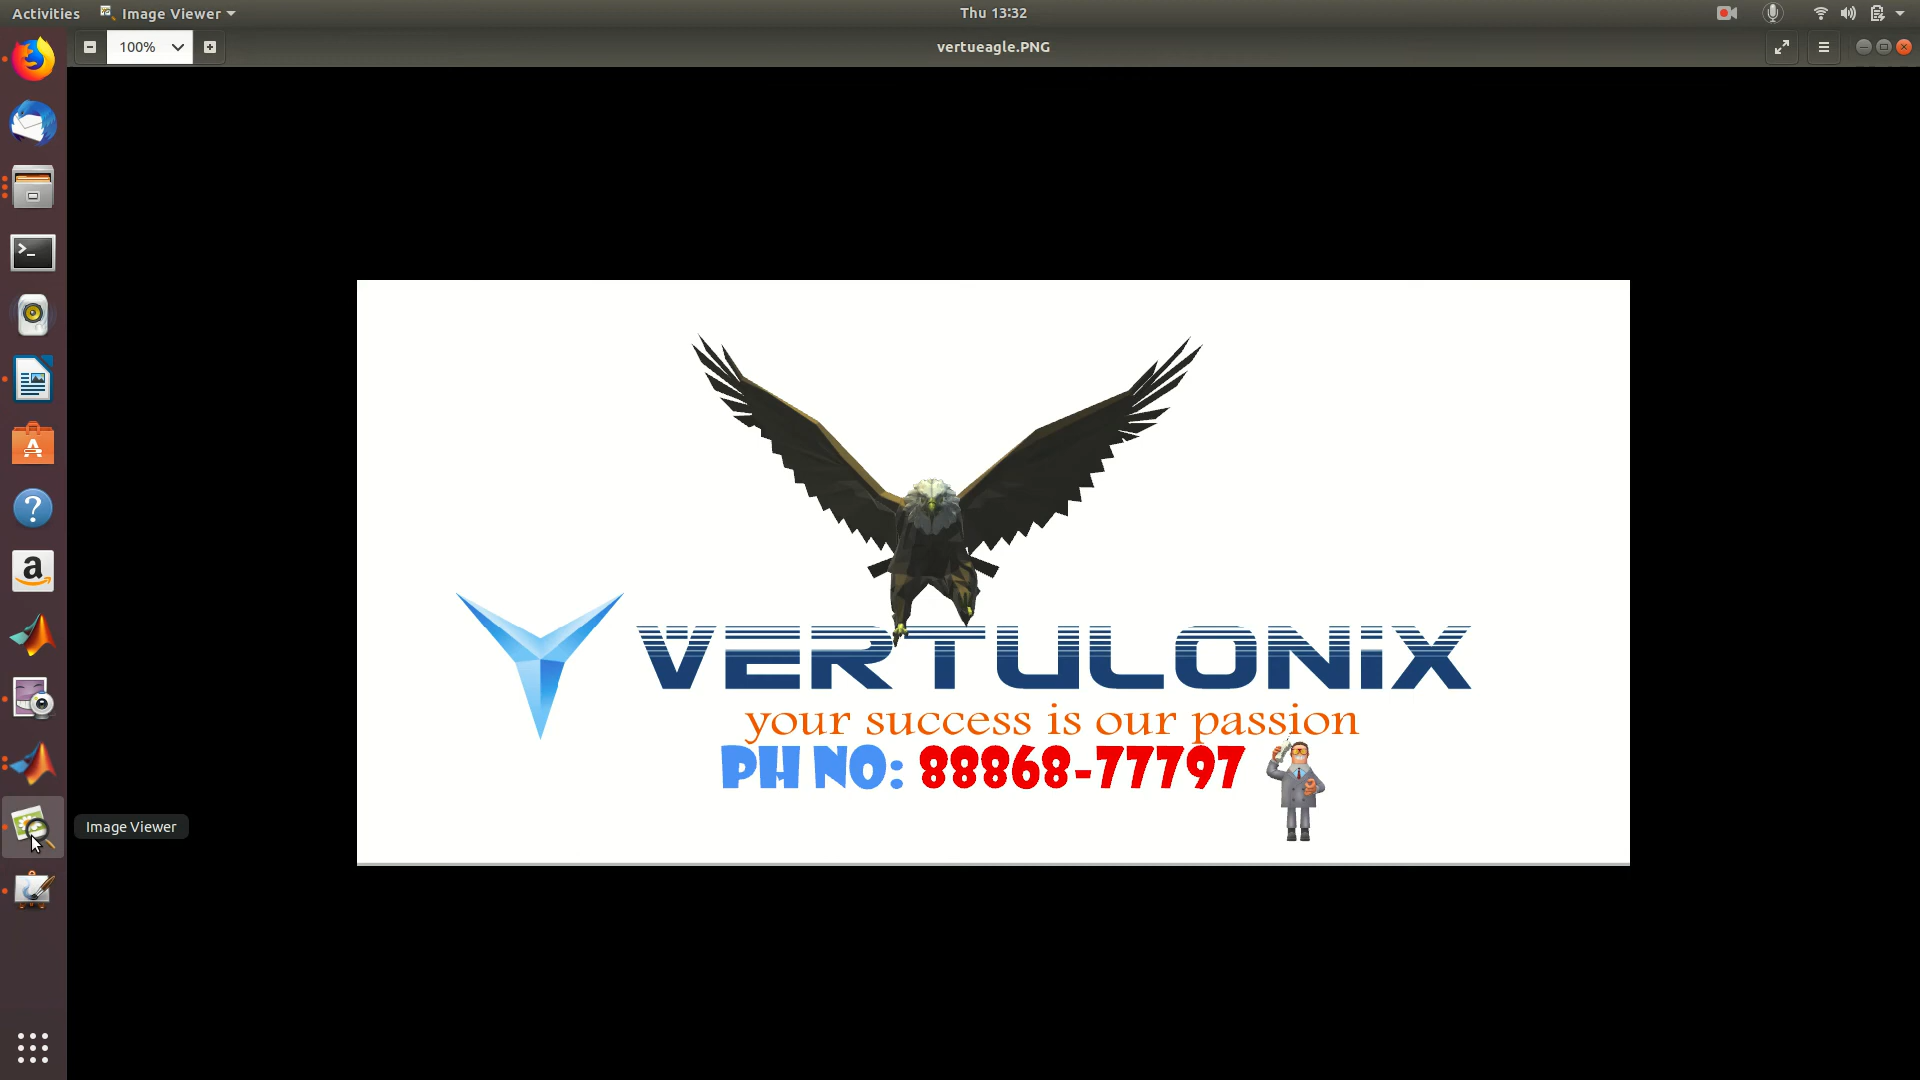 Activities
Image Viewer
Thu 13:32
100%
vertueagle.PNG
VERTULONiX
your success is our passion
PH NO: 88868-77797
Image Viewer